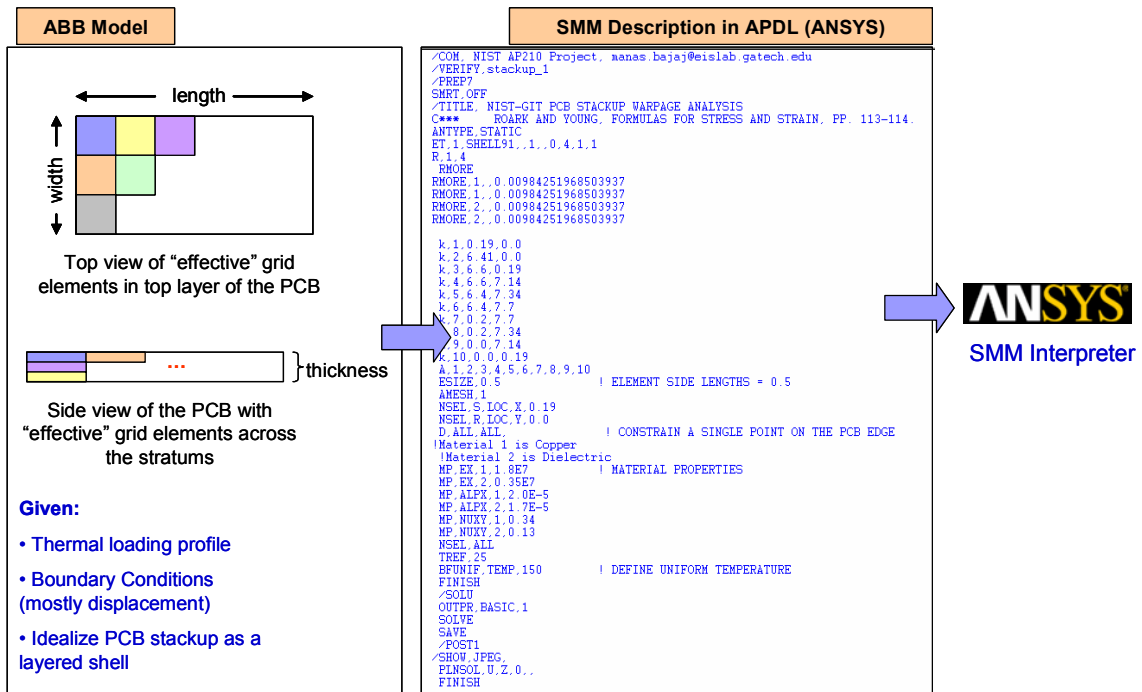 ABB Model
length
width
Top view of “effective” grid
elements in top layer of the PCB
...
thickness
Side view of the PCB with
“effective” grid elements across
the stratums
Given:
• Thermal loading profile
• Boundary Conditions
(mostly displacement)
• Idealize PCB stackup as a
layered shell
SMM Description in APDL (ANSYS)
/COM, NIST AP210 Project, manas.bajaj@eislab.gatech.edu
/VERIFY,stackup_1
/PREP7
SMRT,OFF
/TITLE, NIST-GIT PCB STACKUP WARPAGE ANALYSIS
C*** ROARK AND YOUNG, FORMULAS FOR STRESS AND STRAIN, PP. 113-114.
ANTYPE,STATIC
ET,1,SHELL91,,1,,0,4,1,1
R,1,4
RMORE
RMORE,1,,0.00984251968503937
RMORE,1,,0.00984251968503937
RMORE,2,,0.00984251968503937
RMORE,2,,0.00984251968503937
k,1,0.19,0.0
k,2,6.41,0.0
k,3,6.6,0.19
k,4,6.6,7.14
k,5,6.4,7.34
k,6,6.4,7.7
k,7,0.2,7.7
8,0.2,7.34
9,0.0,7.14
k,10,0.0,0.19
A,1,2,3,4,5,6,7,8,9,10
ESIZE,0.5 ! ELEMENT SIDE LENGTHS = 0.5
AMESH,1
NSEL,S,LOC,X,0.19
NSEL,R,LOC,Y,0.0
D,ALL,ALL, ! CONSTRAIN A SINGLE POINT ON THE PCB EDGE
!Material 1 is Copper
!Material 2 is Dielectric
MP,EX,1,1.8E7 ! MATERIAL PROPERTIES
MP,EX,2,0.35E7
MP,ALPX,1,2.0E-5
MP,ALPX,2,1.7E-5
MP,NUXY,1,0.34
MP,NUXY,2,0.13
NSEL,ALL
TREF,25
BFUNIF,TEMP,150 ! DEFINE UNIFORM TEMPERATURE
FINISH
/SOLU
OUTPR,BASIC,1
SOLVE
SAVE
/POST1
/SHOW,JPEG,
PLNSOL,U,Z,0,,
FINISH
ANSYS®
SMM Interpreter